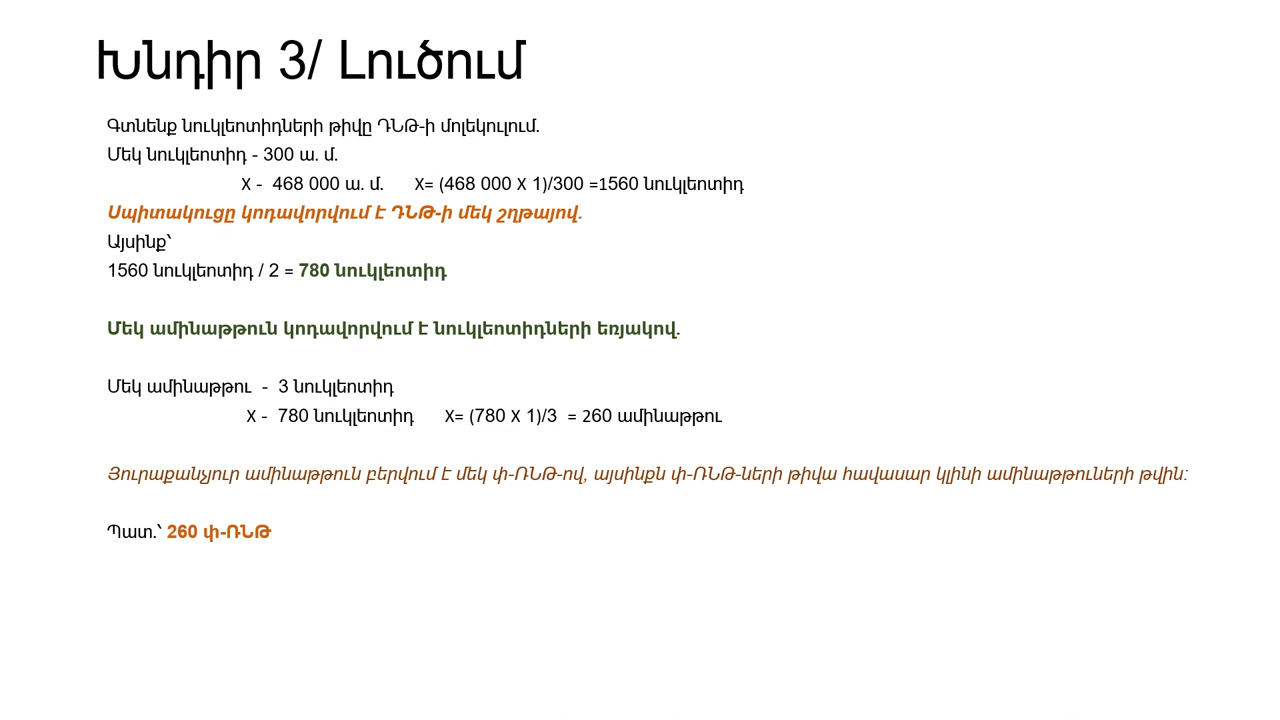 Խնդիր 3/ Լուծում
Գտնենք նուկլեոտիդների թիվը ԴՆԹ-ի մոլեկուլում.
Մեկ նուկլեոտիդ - 300 ա. մ.
X - 468 000 ա. մ. X= (468 000 X 1)/300 =1560 նուկլեոտիդ
Սպիտակուցը կոդավորվում է ԴՆԹ-ի մեկ շղթայով.
Այսինք՝
1560 նուկլեոտիդ / 2 = 780 նուկլեոտիդ
Մեկ ամինաթթուն կոդավորվում է նուկլեոտիդների եռյակով.
Մեկ ամինաթթու - 3 նուկլեոտիդ
X - 780 նուկլեոտիդ X= (780 X 1)/3 = 260 ամինաթթու
Յուրաքանչյուր ամինաթթուն բերվում է մեկ փ-ՌՆԹ-ով, այսինքն փ-ՌՆԹ-ների թիվա հավասար կլինի ամինաթթուների թվին:
Պատ.՝ 260 փ-ՌՆԹ